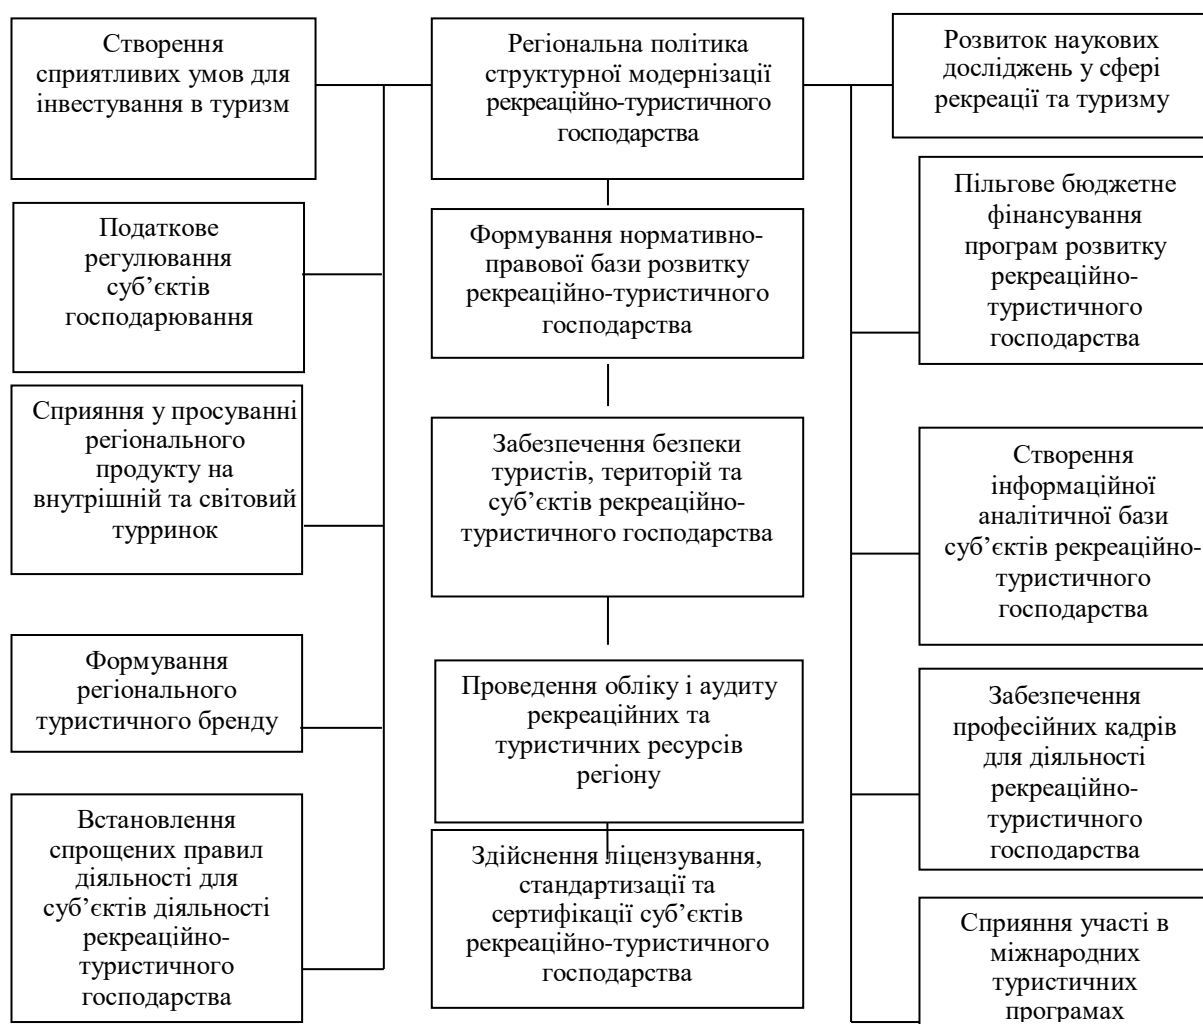 Створення
сприятливих умов для
інвестування в туризм
Податкове
регулювання
суб’єктів
господарювання
Сприяння у просуванні
регіонального
продукту на
внутрішній та світовий
турринок
Формування
регіонального
туристичного бренду
Встановлення
спрощених правил
діяльності для
суб’єктів діяльності
рекреаційно-
туристичного
господарства
Регіональна політика
структурної модернізації
рекреаційно-туристичного
господарства
Формування нормативно-
правової бази розвитку
рекреаційно-туристичного
господарства
Забезпечення безпеки
туристів, територій та
суб’єктів рекреаційно-
туристичного господарства
Проведення обліку і аудиту
рекреаційних та
туристичних ресурсів
регіону
Здійснення ліцензування,
стандартизації та
сертифікації суб’єктів
рекреаційно-туристичного
господарства
Розвиток наукових
досліджень у сфері
рекреації та туризму
Пільгове бюджетне
фінансування
програм розвитку
рекреаційно-
туристичного
господарства
Створення
інформаційної
аналітичної бази
суб’єктів рекреаційно-
туристичного
господарства
Забезпечення
професійних кадрів
для діяльності
рекреаційно-
туристичного
господарства
Сприяння участі в
міжнародних
туристичних
програмах